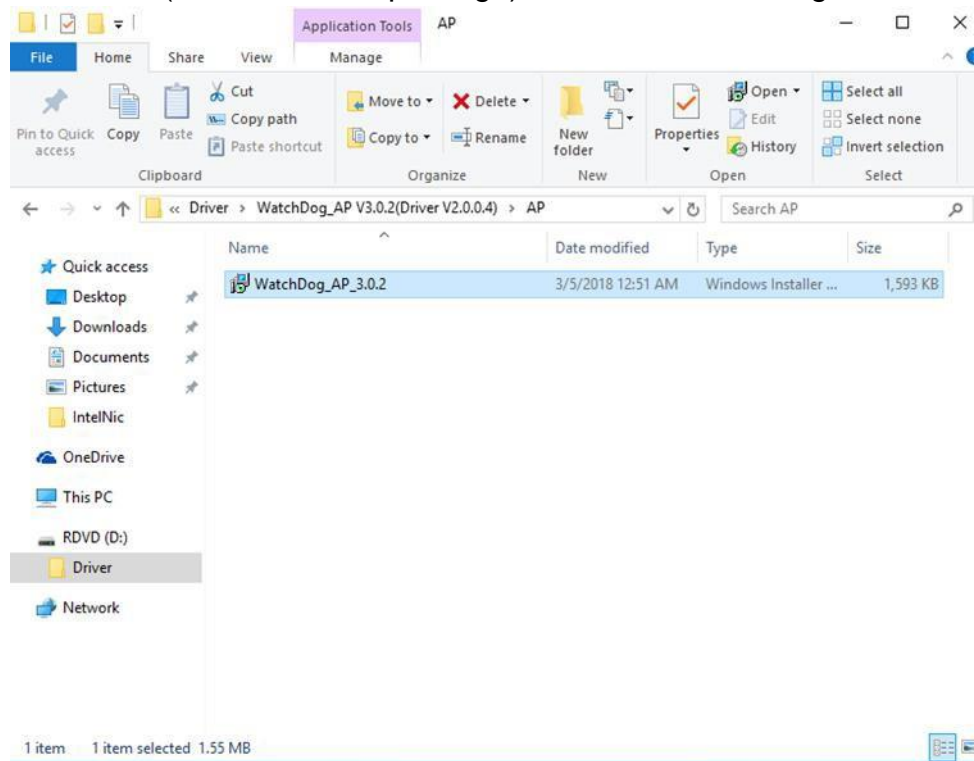 Application Tools AP
File Home Share View Manage
Pin to Quick access
Copy
Paste
Cut
Copy path
Paste shortcut
Clipboard
Move to
Copy to
Delete
Rename
Organize
New folder
New
Properties
Open
Edit
History
Open
Select all
Select none
Invert selection
Select
« Driver > WatchDog_AP V3.0.2(Driver V2.0.0.4) > AP
Search AP
Name Date modified Type Size
WatchDog_AP_3.0.2 3/5/2018 12:51 AM Windows Installer ... 1,593 KB
Quick access
Desktop
Downloads
Documents
Pictures
IntelNic
OneDrive
This PC
RDVD (D:)
Driver
Network
1 item 1 item selected 1.55 MB